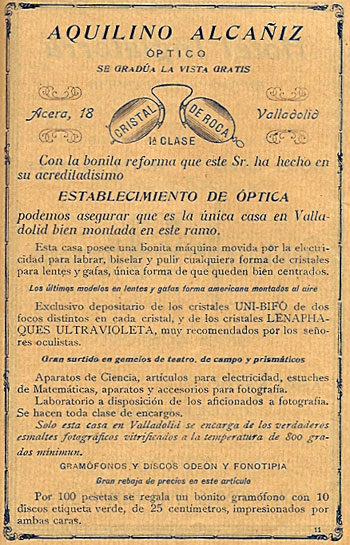 AQUILINO ALCAÑIZ
ÓPTICO
SE GRADÚA LA VISTA GRATIS
Acera, 18
CRISTAL DE ROCA
Valladolid
1ª CLASE
Con la bonita reforma que este Sr. ha hecho en
su acreditadísimo
ESTABLECIMIENTO DE ÓPTICA
podemos asegurar que es la única casa en Valla-
dolid bien montada en este ramo.
Esta casa posee una bonita máquina movida por la electri-
cidad para labrar, biselar y pulir cualquiera forma de cristales
para lentes y gafas, única forma de que queden bien centrados.
Los últimos modelos en lentes y gafas forma americana montados al aire
Exclusivo depositario de los cristales UNI-BIFO de dos
focos distintos en cada cristal, y de los cristales LENAPHA-
QUES ULTRAVIOLETA, muy recomendados por los seño-
res oculistas.
Gran surtido en gemelos de teatro, de campo y prismáticos
Aparatos de Ciencia, artículos para electricidad, estuches
de Matemáticas, aparatos y accesorios para fotografía.
Laboratorio a disposición de los aficionados a fotografía.
Se hacen toda clase de encargos.
Solo esta casa en Valladolid se encarga de los verdaderos
esmaltes fotográficos vitrificados a la temperatura de 800 gra-
dos mínimun.
GRAMÓFONOS Y DISCOS ODEON Y FONOTIPIA
Gran rebaja de precios en este artículo
Por 100 pesetas se regala un bonito gramófono con 10
discos etiqueta verde, de 25 centímetros, impresionados por
ambas caras.
11